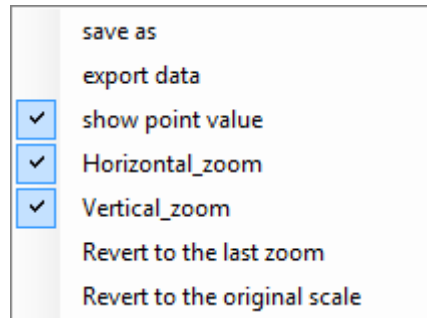 save as
export data
show point value
Horizontal_zoom
Vertical_zoom
Revert to the last zoom
Revert to the original scale